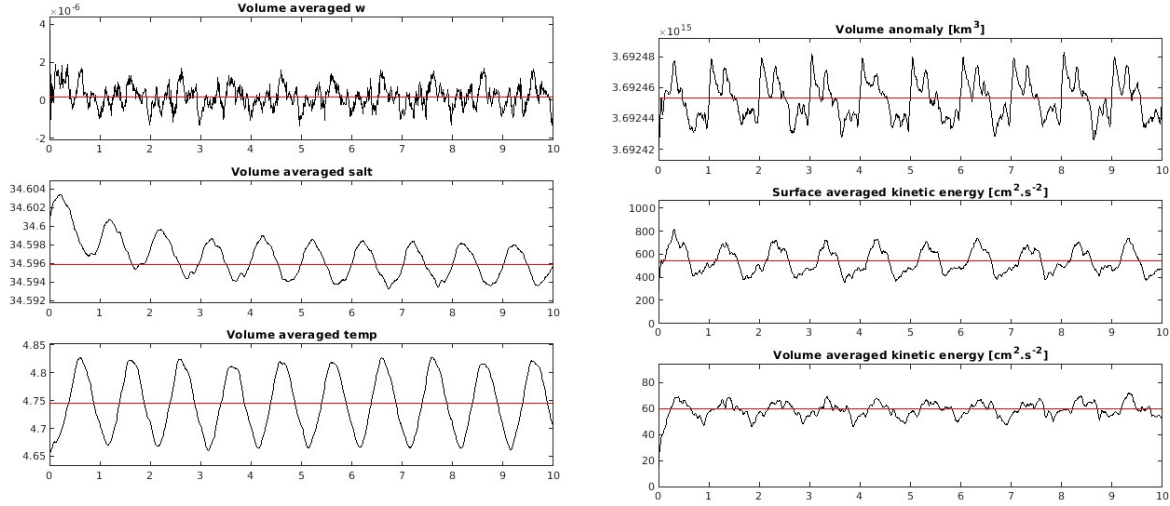 Volume averaged w
×10⁻⁶
4
2
0
-2
0 1 2 3 4 5 6 7 8 9 10
Volume averaged salt
34.604
34.602
34.6
34.598
34.596
34.594
34.592
0 1 2 3 4 5 6 7 8 9 10
Volume averaged temp
4.85
4.8
4.75
4.7
4.65
0 1 2 3 4 5 6 7 8 9 10
Volume anomaly [km³]
×10¹⁵
3.69248
3.69246
3.69244
3.69242
0 1 2 3 4 5 6 7 8 9 10
Surface averaged kinetic energy [cm².s⁻²]
1000
800
600
400
200
0
0 1 2 3 4 5 6 7 8 9 10
Volume averaged kinetic energy [cm².s⁻²]
80
60
40
20
0
0 1 2 3 4 5 6 7 8 9 10